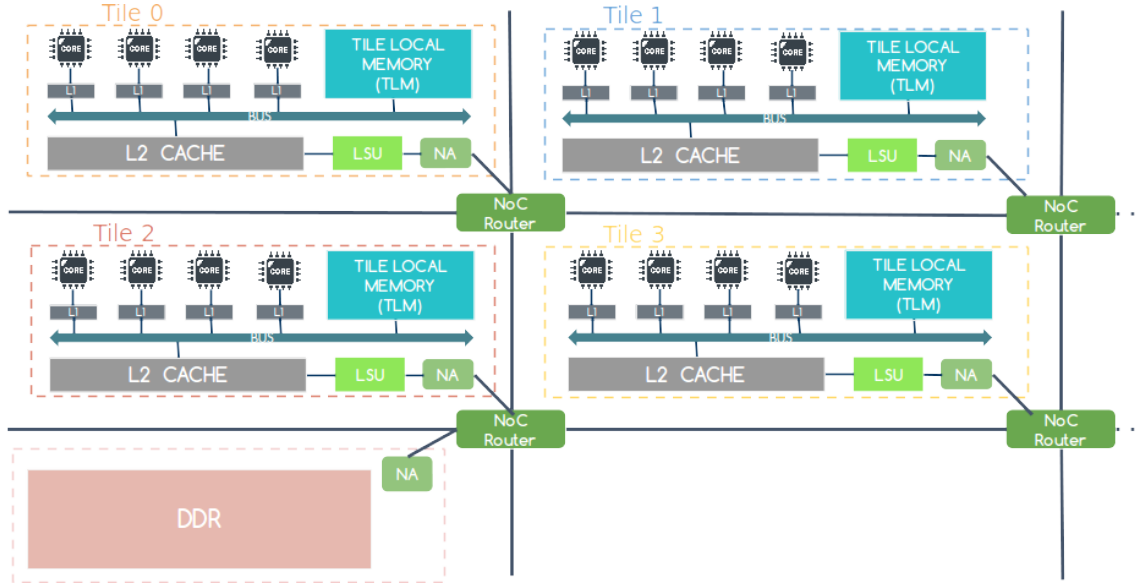 Tile 0
CORE
CORE
CORE
CORE
TILE LOCAL
MEMORY
(TLM)
L1
L1
L1
L1
BUS
L2 CACHE
LSU
NA
Tile 1
CORE
CORE
CORE
CORE
TILE LOCAL
MEMORY
(TLM)
L1
L1
L1
L1
BUS
L2 CACHE
LSU
NA
NoC
Router
NoC
Router
Tile 2
CORE
CORE
CORE
CORE
TILE LOCAL
MEMORY
(TLM)
L1
L1
L1
L1
BUS
L2 CACHE
LSU
NA
Tile 3
CORE
CORE
CORE
CORE
TILE LOCAL
MEMORY
(TLM)
L1
L1
L1
L1
BUS
L2 CACHE
LSU
NA
NoC
Router
NoC
Router
NA
DDR